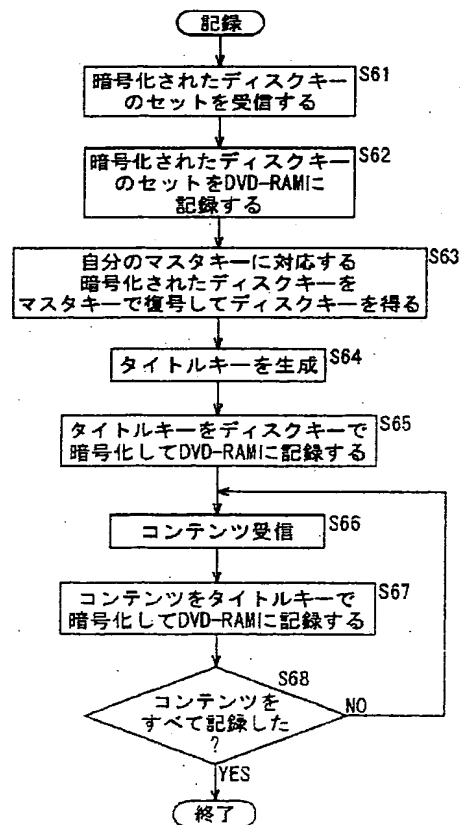 記録
S61
暗号化されたディスクキー
のセットを受信する
S62
暗号化されたディスクキー
のセットをDVD-RAMに
記録する
S63
自分のマスタキーに対応する
暗号化されたディスクキーを
マスタキーで復号してディスクキーを得る
S64
タイトルキーを生成
S65
タイトルキーをディスクキーで
暗号化してDVD-RAMに記録する
S66
コンテンツ受信
S67
コンテンツをタイトルキーで
暗号化してDVD-RAMに記録する
S68
コンテンツを
すべて記録した
?
NO
YES
終了